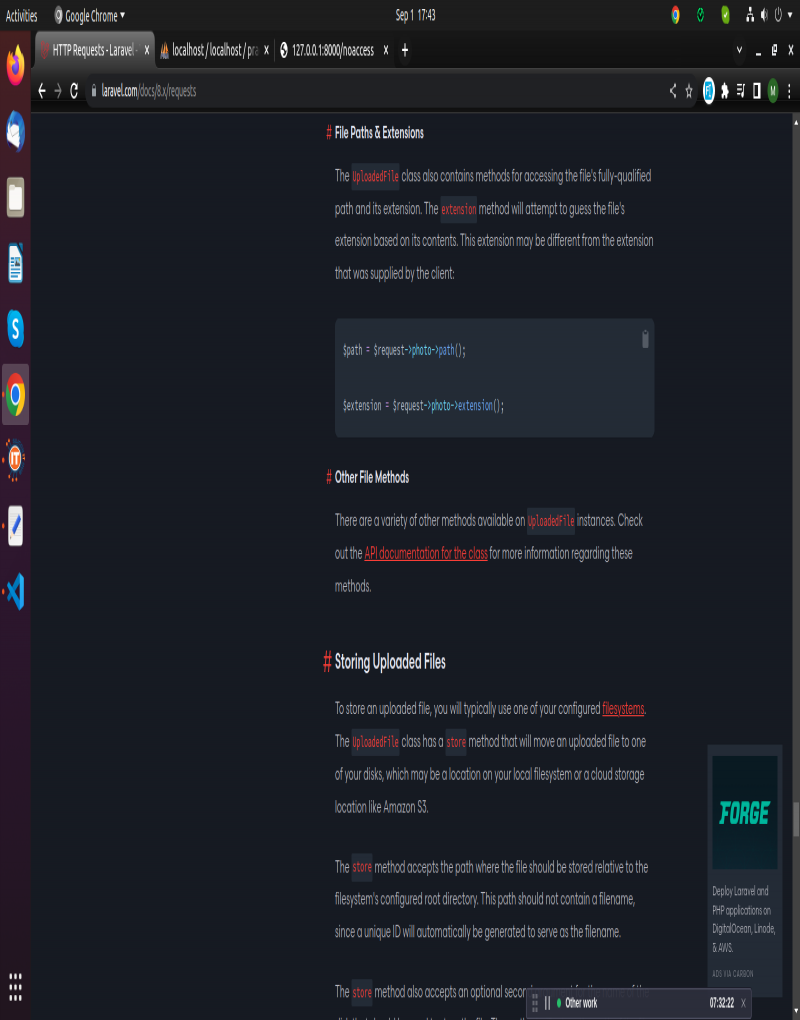 Activities
Google Chrome
Sep 1 17:43
HTTP Requests - Laravel -
localhost / localhost / pra
127.0.0.1:8000/noaccess
laravel.com/docs/8.x/requests
M
# File Paths & Extensions
The UploadedFile class also contains methods for accessing the file's fully-qualified
path and its extension. The extension method will attempt to guess the file's
extension based on its contents. This extension may be different from the extension
that was supplied by the client:
$path = $request->photo->path();
$extension = $request->photo->extension();
# Other File Methods
There are a variety of other methods available on UploadedFile instances. Check
out the API documentation for the class for more information regarding these
methods.
# Storing Uploaded Files
To store an uploaded file, you will typically use one of your configured filesystems.
The UploadedFile class has a store method that will move an uploaded file to one
of your disks, which may be a location on your local filesystem or a cloud storage
location like Amazon S3.
The store method accepts the path where the file should be stored relative to the
filesystem's configured root directory. This path should not contain a filename,
since a unique ID will automatically be generated to serve as the filename.
The store method also accepts an optional
FORGE
Deploy Laravel and
PHP applications on
DigitalOcean, Linode,
& AWS.
ADS VIA CARBON
Other work
07:32:22